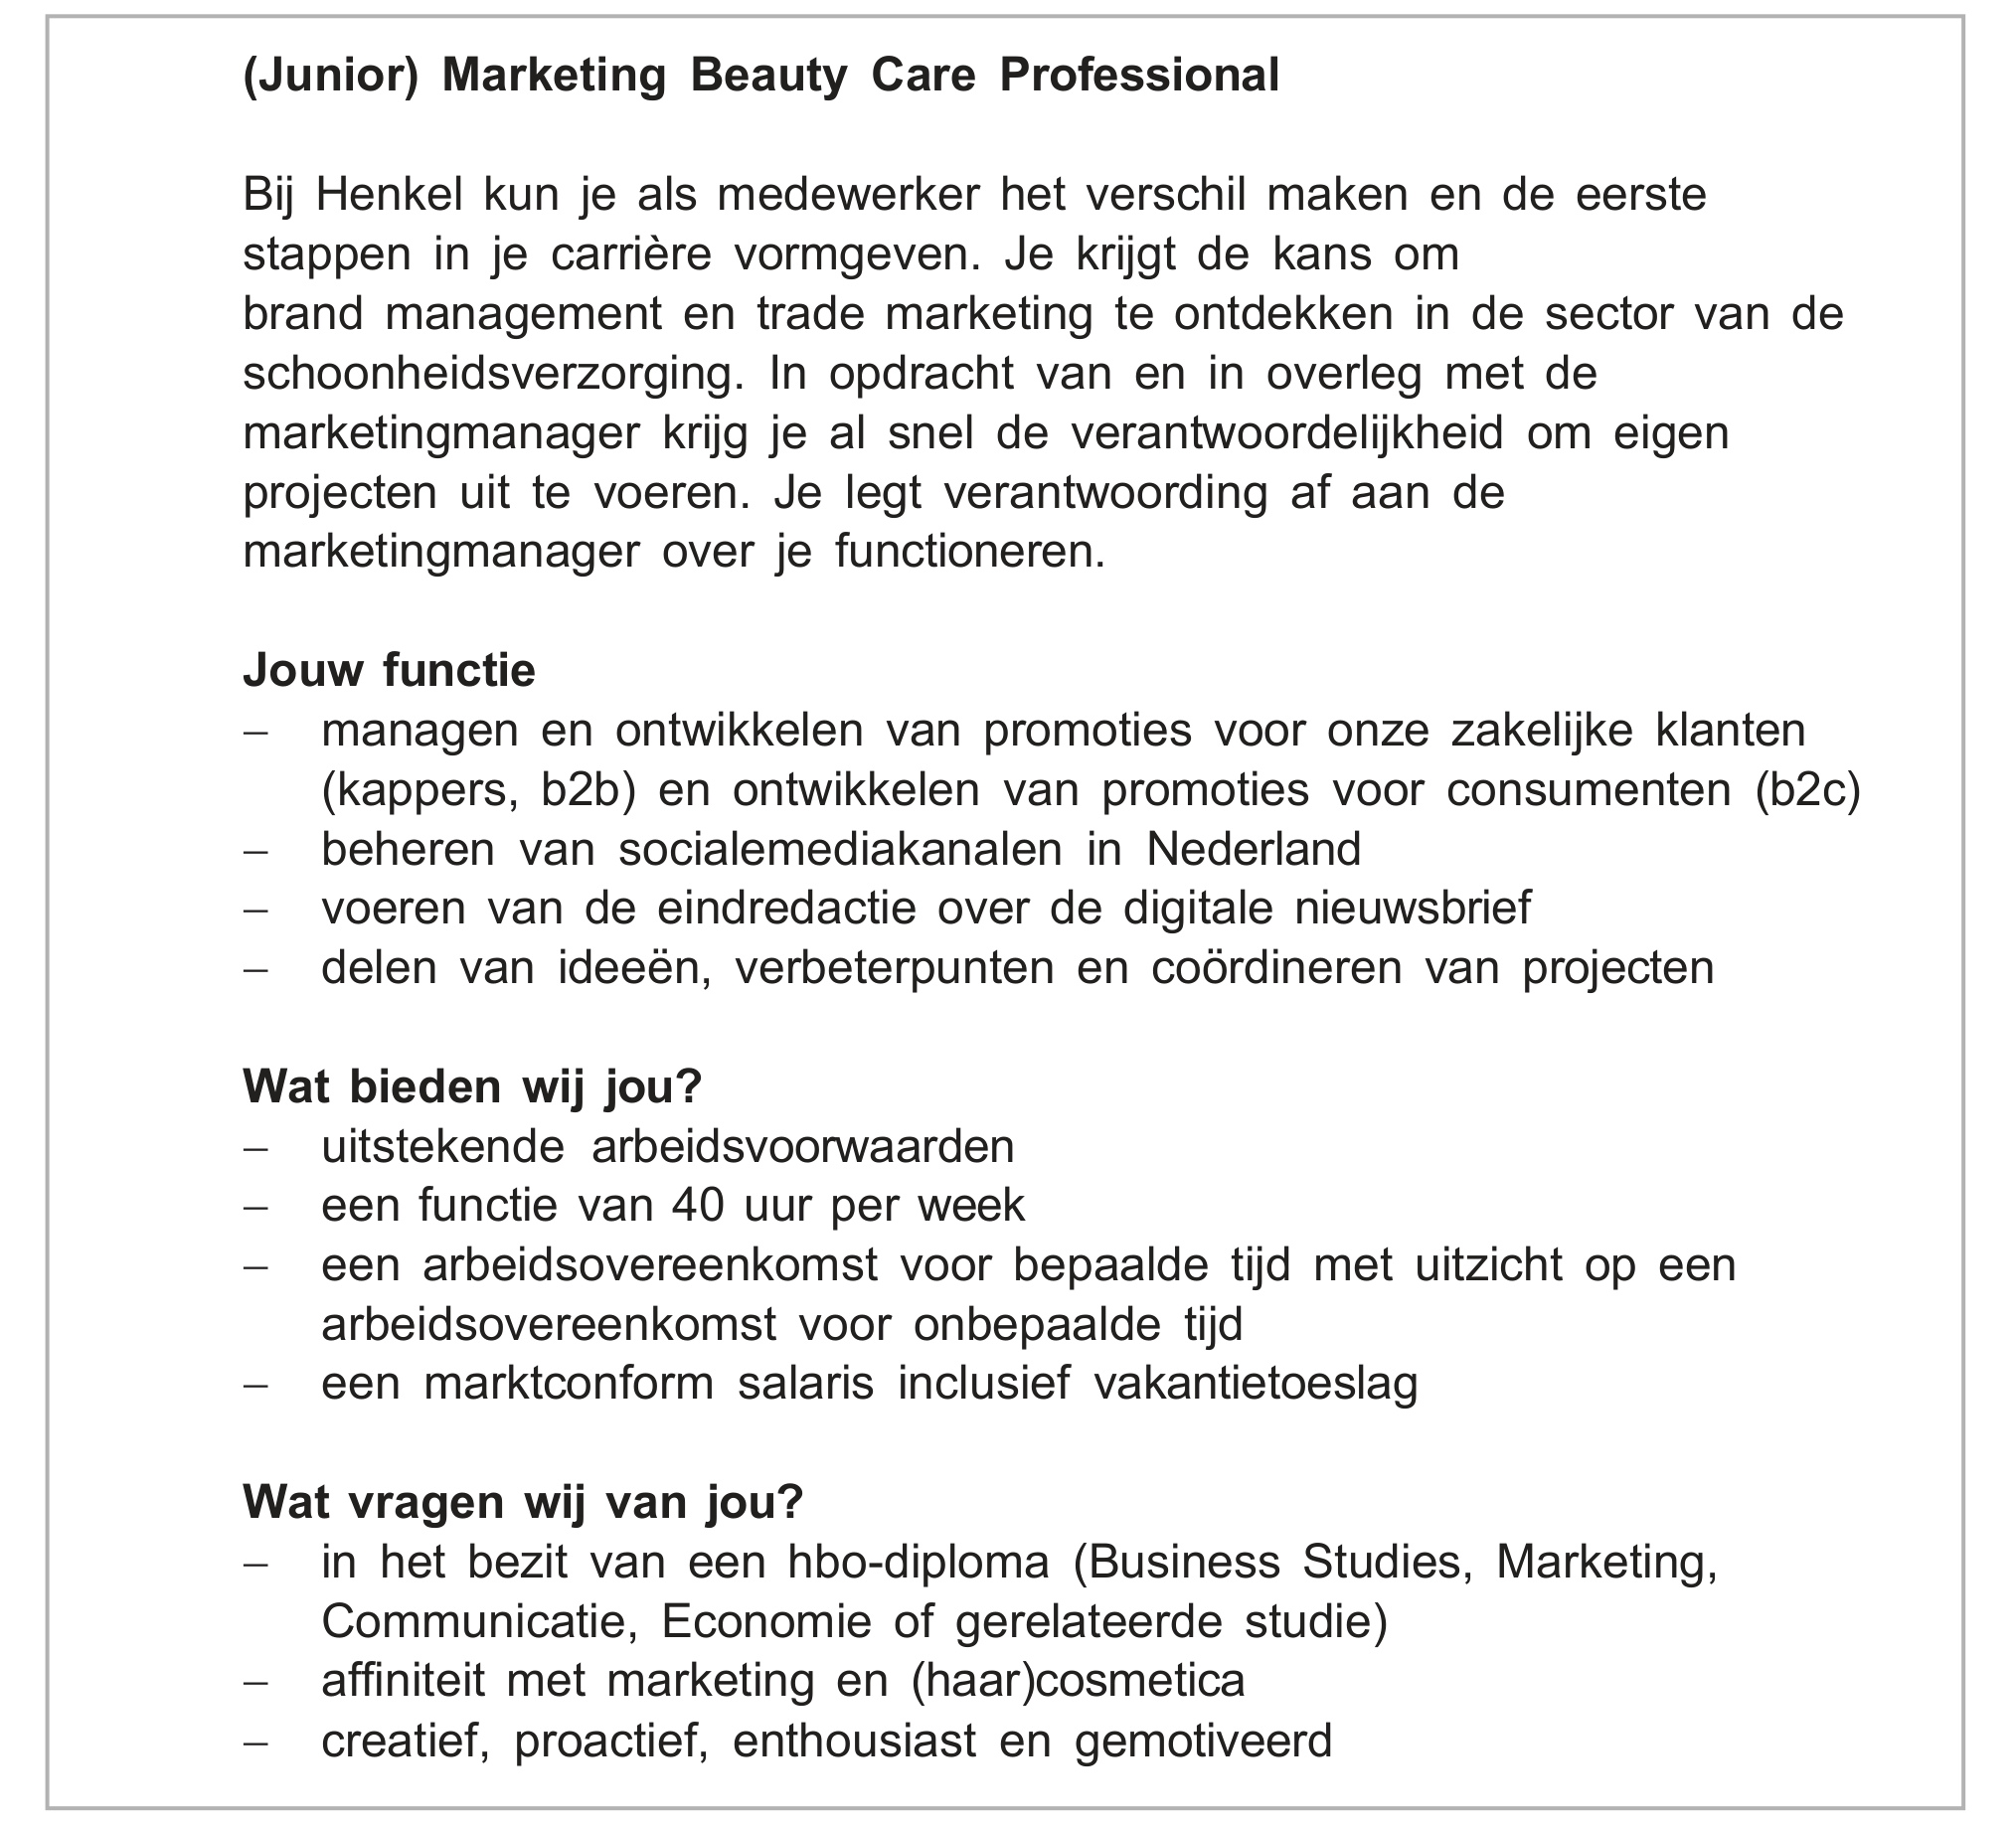 (Junior) Marketing Beauty Care Professional
Bij Henkel kun je als medewerker het verschil maken en de eerste
stappen in je carrière vormgeven. Je krijgt de kans om
brand management en trade marketing te ontdekken in de sector van de
schoonheidsverzorging. In opdracht van en in overleg met de
marketingmanager krijg je al snel de verantwoordelijkheid om eigen
projecten uit te voeren. Je legt verantwoording af aan de
marketingmanager over je functioneren.
Jouw functie
– managen en ontwikkelen van promoties voor onze zakelijke klanten
(kappers, b2b) en ontwikkelen van promoties voor consumenten (b2c)
– beheren van socialemediakanalen in Nederland
– voeren van de eindredactie over de digitale nieuwsbrief
– delen van ideeën, verbeterpunten en coördineren van projecten
Wat bieden wij jou?
– uitstekende arbeidsvoorwaarden
– een functie van 40 uur per week
– een arbeidsovereenkomst voor bepaalde tijd met uitzicht op een
arbeidsovereenkomst voor onbepaalde tijd
– een marktconform salaris inclusief vakantietoeslag
Wat vragen wij van jou?
– in het bezit van een hbo-diploma (Business Studies, Marketing,
Communicatie, Economie of gerelateerde studie)
– affiniteit met marketing en (haar)cosmetica
– creatief, proactief, enthousiast en gemotiveerd